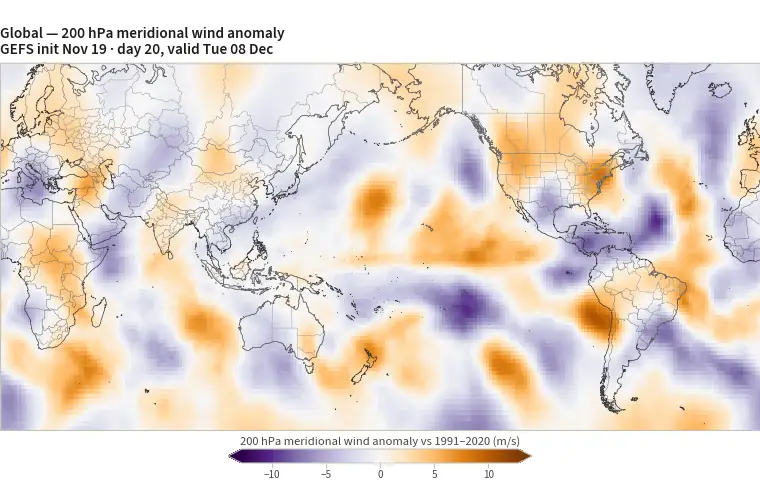 Global — 200 hPa meridional wind anomaly
GEFS init Nov 19 · day 20, valid Tue 08 Dec
200 hPa meridional wind anomaly vs 1991–2020 (m/s)
−10 −5 0 5 10